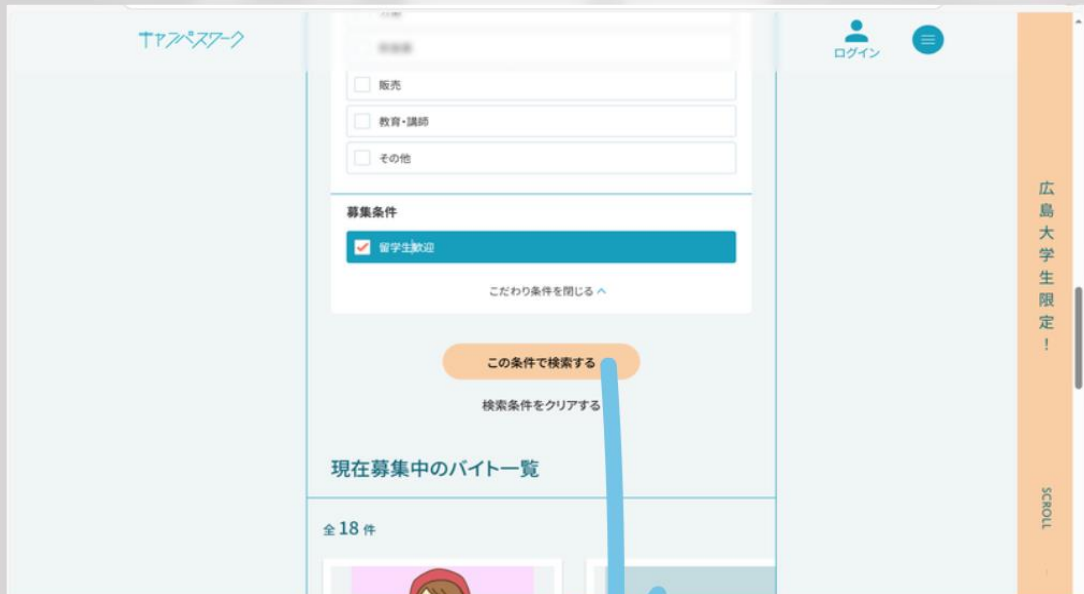 キャンパスワーク
ログイン
販売
教育・講師
その他
募集条件
留学生歓迎
こだわり条件を閉じる
この条件で検索する
検索条件をクリアする
現在募集中のバイト一覧
全 18 件
広島大学生限定！
SCROLL